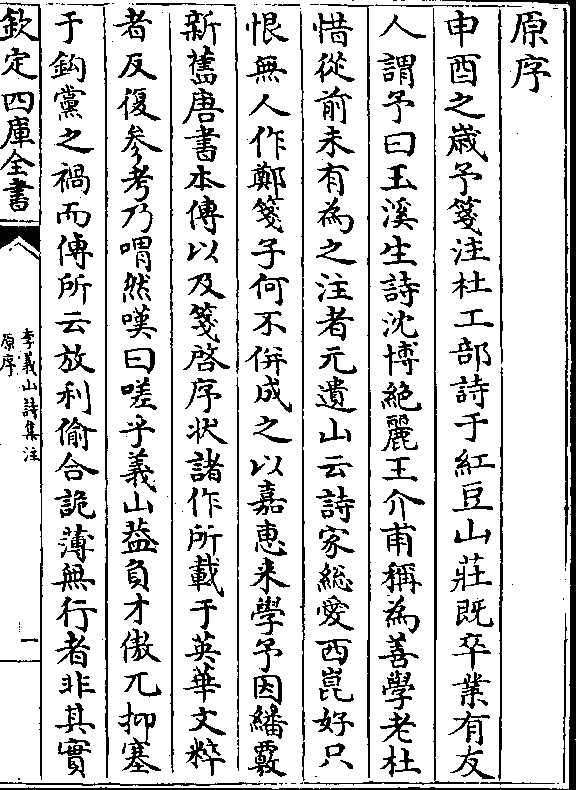 原序
申酉之歲予箋注杜工部詩于紅豆山莊既卒業有友
人謂予曰玉溪生詩沈博絕麗王介甫稱為善學老杜
惜從前未有為之注者元遺山云詩家總愛西崑好只
恨無人作鄭箋子何不併成之以嘉惠来學予因繙覈
新舊唐書本傳以及箋啓序狀諸作所載于英華文粹
者反復參考乃喟然嘆曰嗟乎義山葢負才傲兀抑塞
于鈎黨之禍而傳所云放利偷合詭薄無行者非其實
欽定四庫全書
李義山詩集注
原序
一